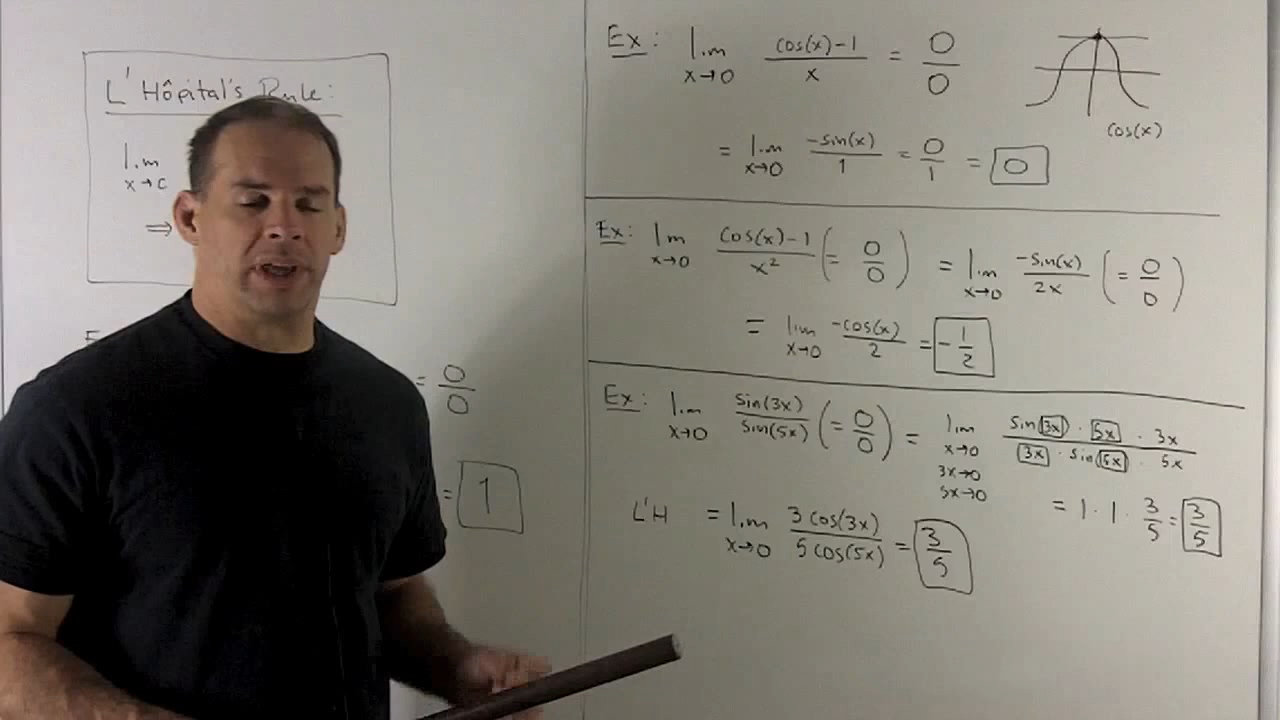 L'Hôpital's Rule:
lim
x→c
⇒
= 0/0
= 1
Ex: lim x→0 (cos(x)-1)/x = 0/0
cos(x)
= lim x→0 -sin(x)/1 = 0/1 = 0
Ex: lim x→0 (cos(x)-1)/x² (= 0/0) = lim x→0 -sin(x)/2x (= 0/0)
= lim x→0 -cos(x)/2 = -1/2
Ex: lim x→0 sin(3x)/sin(5x) (= 0/0) = lim x→0 3x→0 5x→0 (sin(3x) · 5x · 3x)/(3x · sin(5x) · 5x)
= 1 · 1 · 3/5 = 3/5
L'H = lim x→0 3cos(3x)/5cos(5x) = 3/5